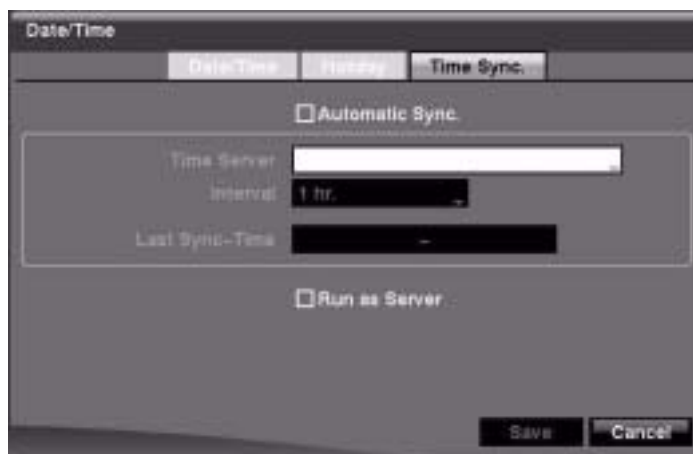 Date/Time
Date/Time Holiday Time Sync.
Automatic Sync.
Time Server
Interval 1 hr.
Last Sync-Time –
Run as Server
Save Cancel